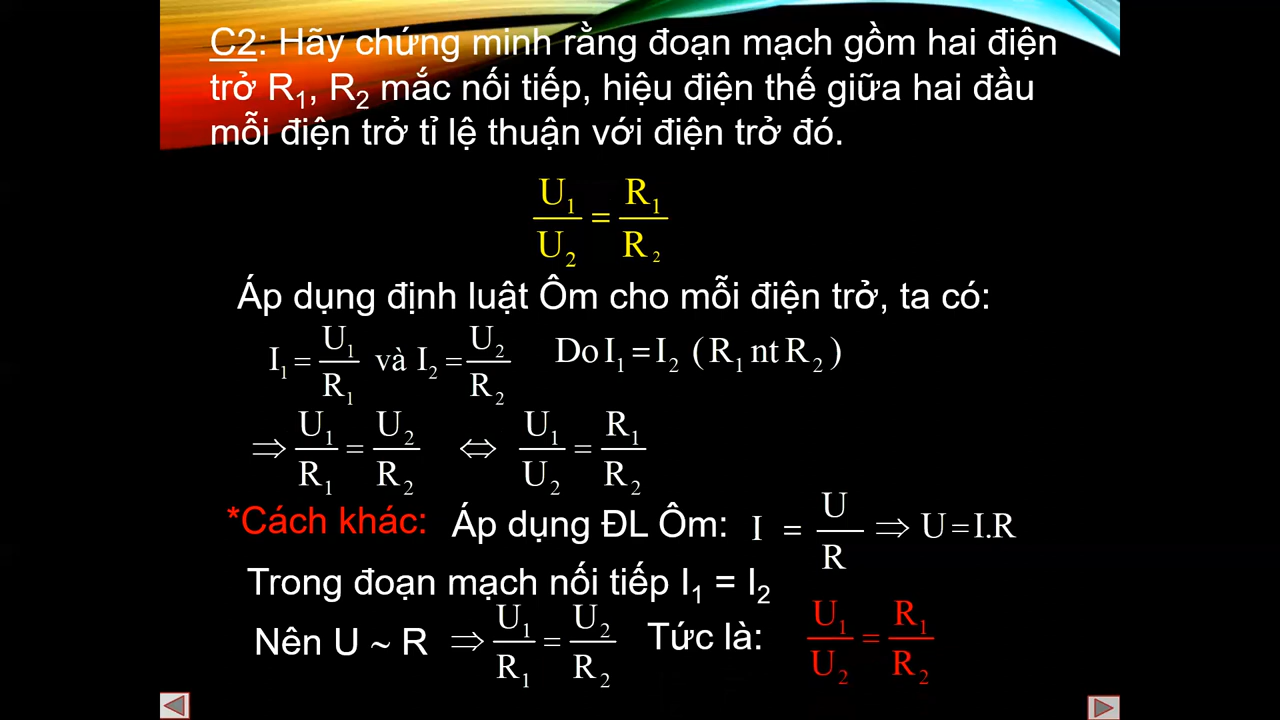 C2: Hãy chứng minh rằng đoạn mạch gồm hai điện
trở R₁, R₂ mắc nối tiếp, hiệu điện thế giữa hai đầu
mỗi điện trở tỉ lệ thuận với điện trở đó.
U₁/U₂ = R₁/R₂
Áp dụng định luật Ôm cho mỗi điện trở, ta có:
I₁ = U₁/R₁ và I₂ = U₂/R₂ Do I₁ = I₂ ( R₁ nt R₂ )
⇒ U₁/R₁ = U₂/R₂ ⇔ U₁/U₂ = R₁/R₂
*Cách khác: Áp dụng ĐL Ôm: I = U/R ⇒ U = I.R
Trong đoạn mạch nối tiếp I₁ = I₂
Nên U ~ R ⇒ U₁/R₁ = U₂/R₂ Tức là: U₁/U₂ = R₁/R₂